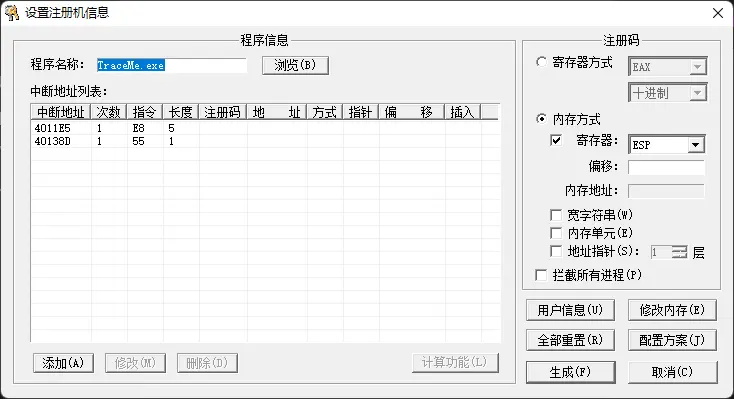 设置注册机信息
程序信息
程序名称: TraceMe.exe 浏览(B)
中断地址列表:
中断地址 次数 指令 长度 注册码 地 址 方式 指针 偏 移 插入
4011E5 1 E8 5
40138D 1 55 1
添加(A) 修改(M) 删除(D) 计算功能(L)
注册码
寄存器方式 EAX
十进制
内存方式
寄存器: ESP
偏移:
内存地址:
宽字符串(W)
内存单元(E)
地址指针(S): 1 层
拦截所有进程(P)
用户信息(U) 修改内存(E)
全部重置(R) 配置方案(J)
生成(F) 取消(C)